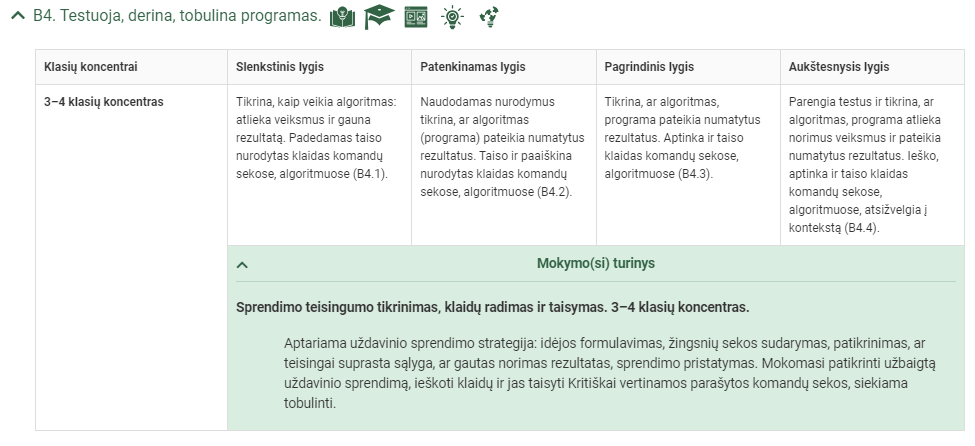 B4. Testuoja, derina, tobulina programas.
Klasių koncentrai
Slenkstinis lygis
Patenkinamas lygis
Pagrindinis lygis
Aukštesnysis lygis
3–4 klasių koncentras
Tikrina, kaip veikia algoritmas:
atlieka veiksmus ir gauna
rezultatą. Padedamas taiso
nurodytas klaidas komandų
sekose, algoritmuose (B4.1).
Naudodamas nurodymus
tikrina, ar algoritmas
(programa) pateikia numatytus
rezultatus. Taiso ir paaiškina
nurodytas klaidas komandų
sekose, algoritmuose (B4.2).
Tikrina, ar algoritmas,
programa pateikia numatytus
rezultatus. Aptinka ir taiso
klaidas komandų sekose,
algoritmuose (B4.3).
Parengia testus ir tikrina, ar
algoritmas, programa atlieka
norimus veiksmus ir pateikia
numatytus rezultatus. Ieško,
aptinka ir taiso klaidas
komandų sekose,
algoritmuose, atsižvelgia į
kontekstą (B4.4).
Mokymo(si) turinys
Sprendimo teisingumo tikrinimas, klaidų radimas ir taisymas. 3–4 klasių koncentras.
Aptariama uždavinio sprendimo strategija: idėjos formulavimas, žingsnių sekos sudarymas, patikrinimas, ar
teisingai suprasta sąlyga, ar gautas norimas rezultatas, sprendimo pristatymas. Mokomasi patikrinti užbaigtą
uždavinio sprendimą, ieškoti klaidų ir jas taisyti Kritiškai vertinamos parašytos komandų sekos, siekiama
tobulinti.